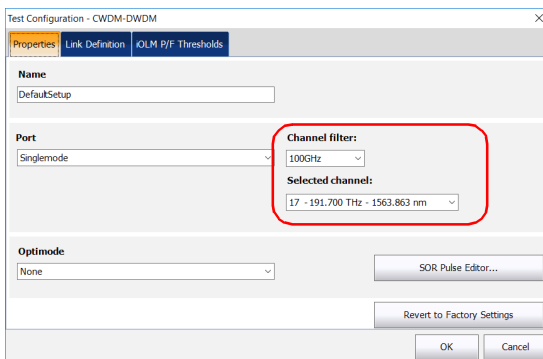 Test Configuration - CWDM-DWDM
Properties Link Definition iOLM P/F Thresholds
Name
DefaultSetup
Port
Singlemode
Channel filter:
100GHz
Selected channel:
17 - 191.700 THz - 1563.863 nm
Optimode
None
SOR Pulse Editor...
Revert to Factory Settings
OK Cancel